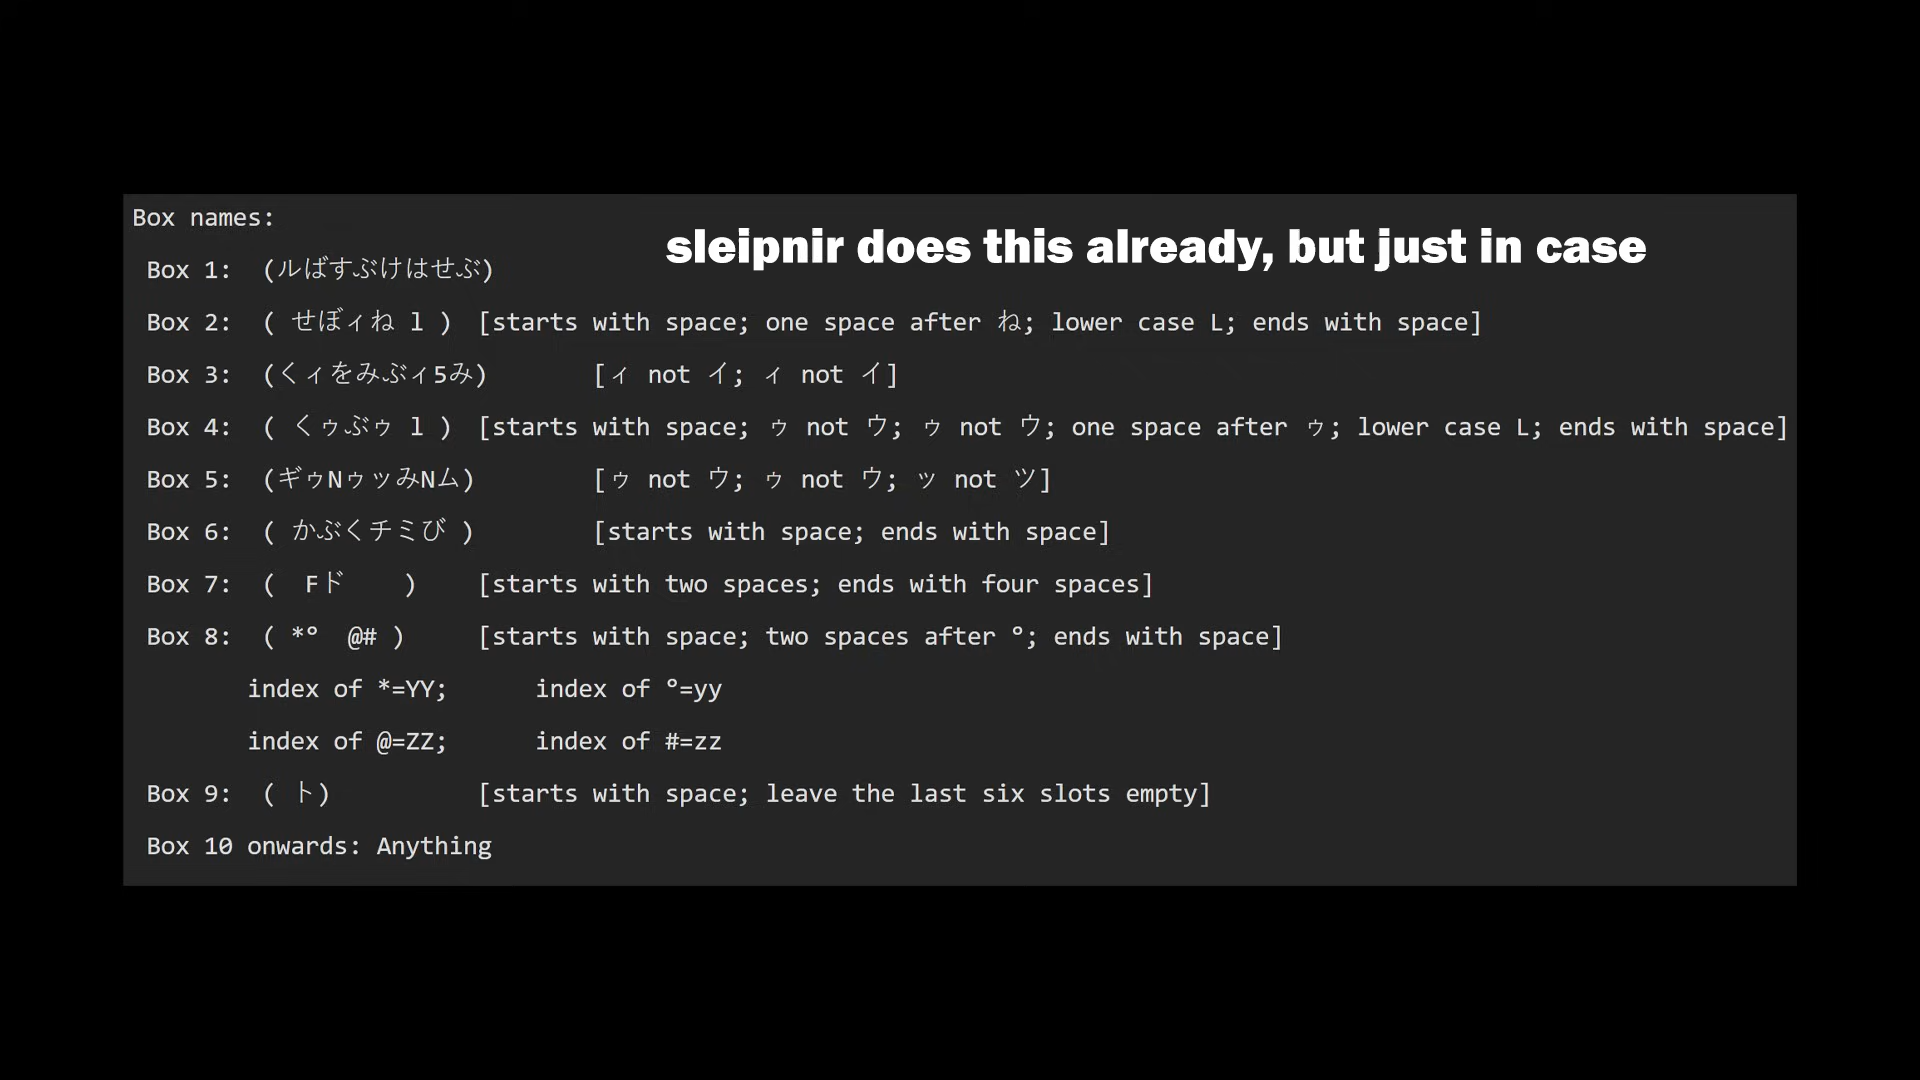 Box names:
sleipnir does this already, but just in case
Box 1: (ルばすぶけはせぶ)
Box 2: ( せぼィね l ) [starts with space; one space after ね; lower case L; ends with space]
Box 3: (くィをみぶィ5み) [ィ not イ; ィ not イ]
Box 4: ( くゥぶゥ l ) [starts with space; ゥ not ウ; ゥ not ウ; one space after ゥ; lower case L; ends with space]
Box 5: (ギゥNゥッみNム) [ゥ not ウ; ゥ not ウ; ッ not ツ]
Box 6: ( かぶくチミび ) [starts with space; ends with space]
Box 7: (  Fド    ) [starts with two spaces; ends with four spaces]
Box 8: ( *º  @# ) [starts with space; two spaces after º; ends with space]
index of *=YY; index of º=yy
index of @=ZZ; index of #=zz
Box 9: ( ト) [starts with space; leave the last six slots empty]
Box 10 onwards: Anything